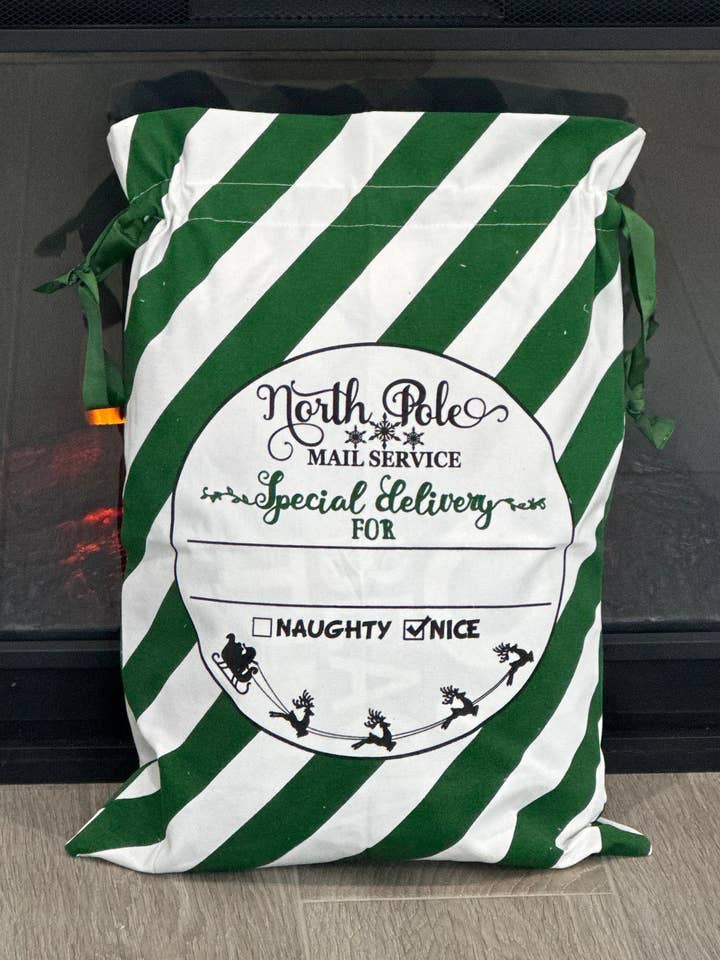 North Pole
MAIL SERVICE
Special delivery
FOR
NAUGHTY NICE